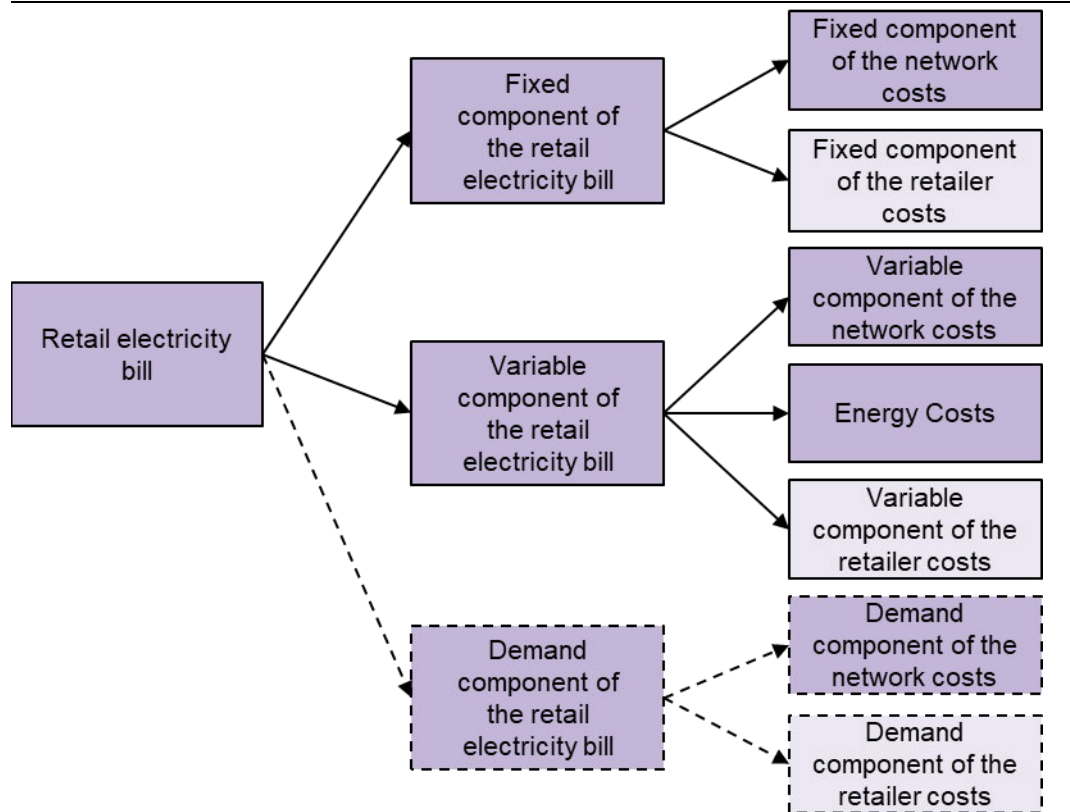 Retail electricity
bill
Fixed
component of
the retail
electricity bill
Variable
component of
the retail
electricity bill
Demand
component of
the retail
electricity bill
Fixed component
of the network
costs
Fixed component
of the retailer
costs
Variable
component of the
network costs
Energy Costs
Variable
component of the
retailer costs
Demand
component of the
network costs
Demand
component of the
retailer costs